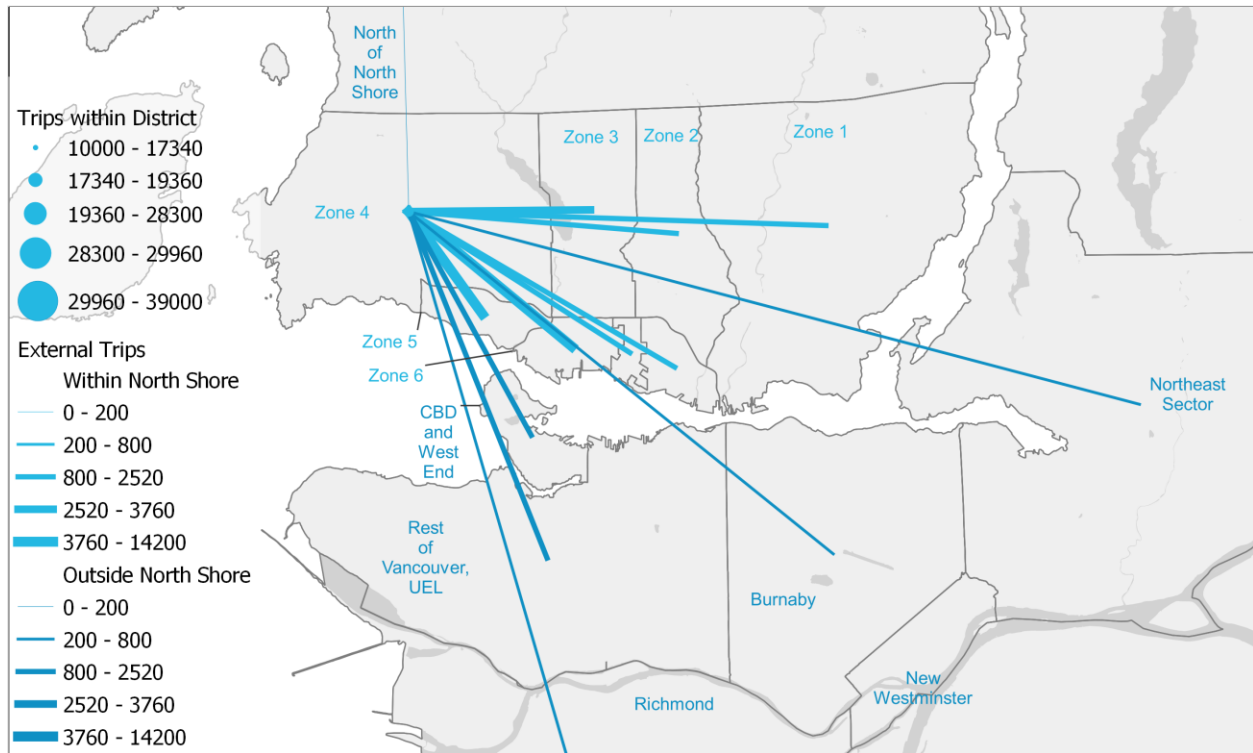 Trips within District
10000 - 17340
17340 - 19360
19360 - 28300
28300 - 29960
29960 - 39000
External Trips
Within North Shore
0 - 200
200 - 800
800 - 2520
2520 - 3760
3760 - 14200
Outside North Shore
0 - 200
200 - 800
800 - 2520
2520 - 3760
3760 - 14200
North
of
North
Shore
Zone 3
Zone 2
Zone 1
Zone 4
Zone 5
Zone 6
CBD
and
West
End
Northeast
Sector
Rest
of
Vancouver,
UEL
Burnaby
Richmond
New
Westminster